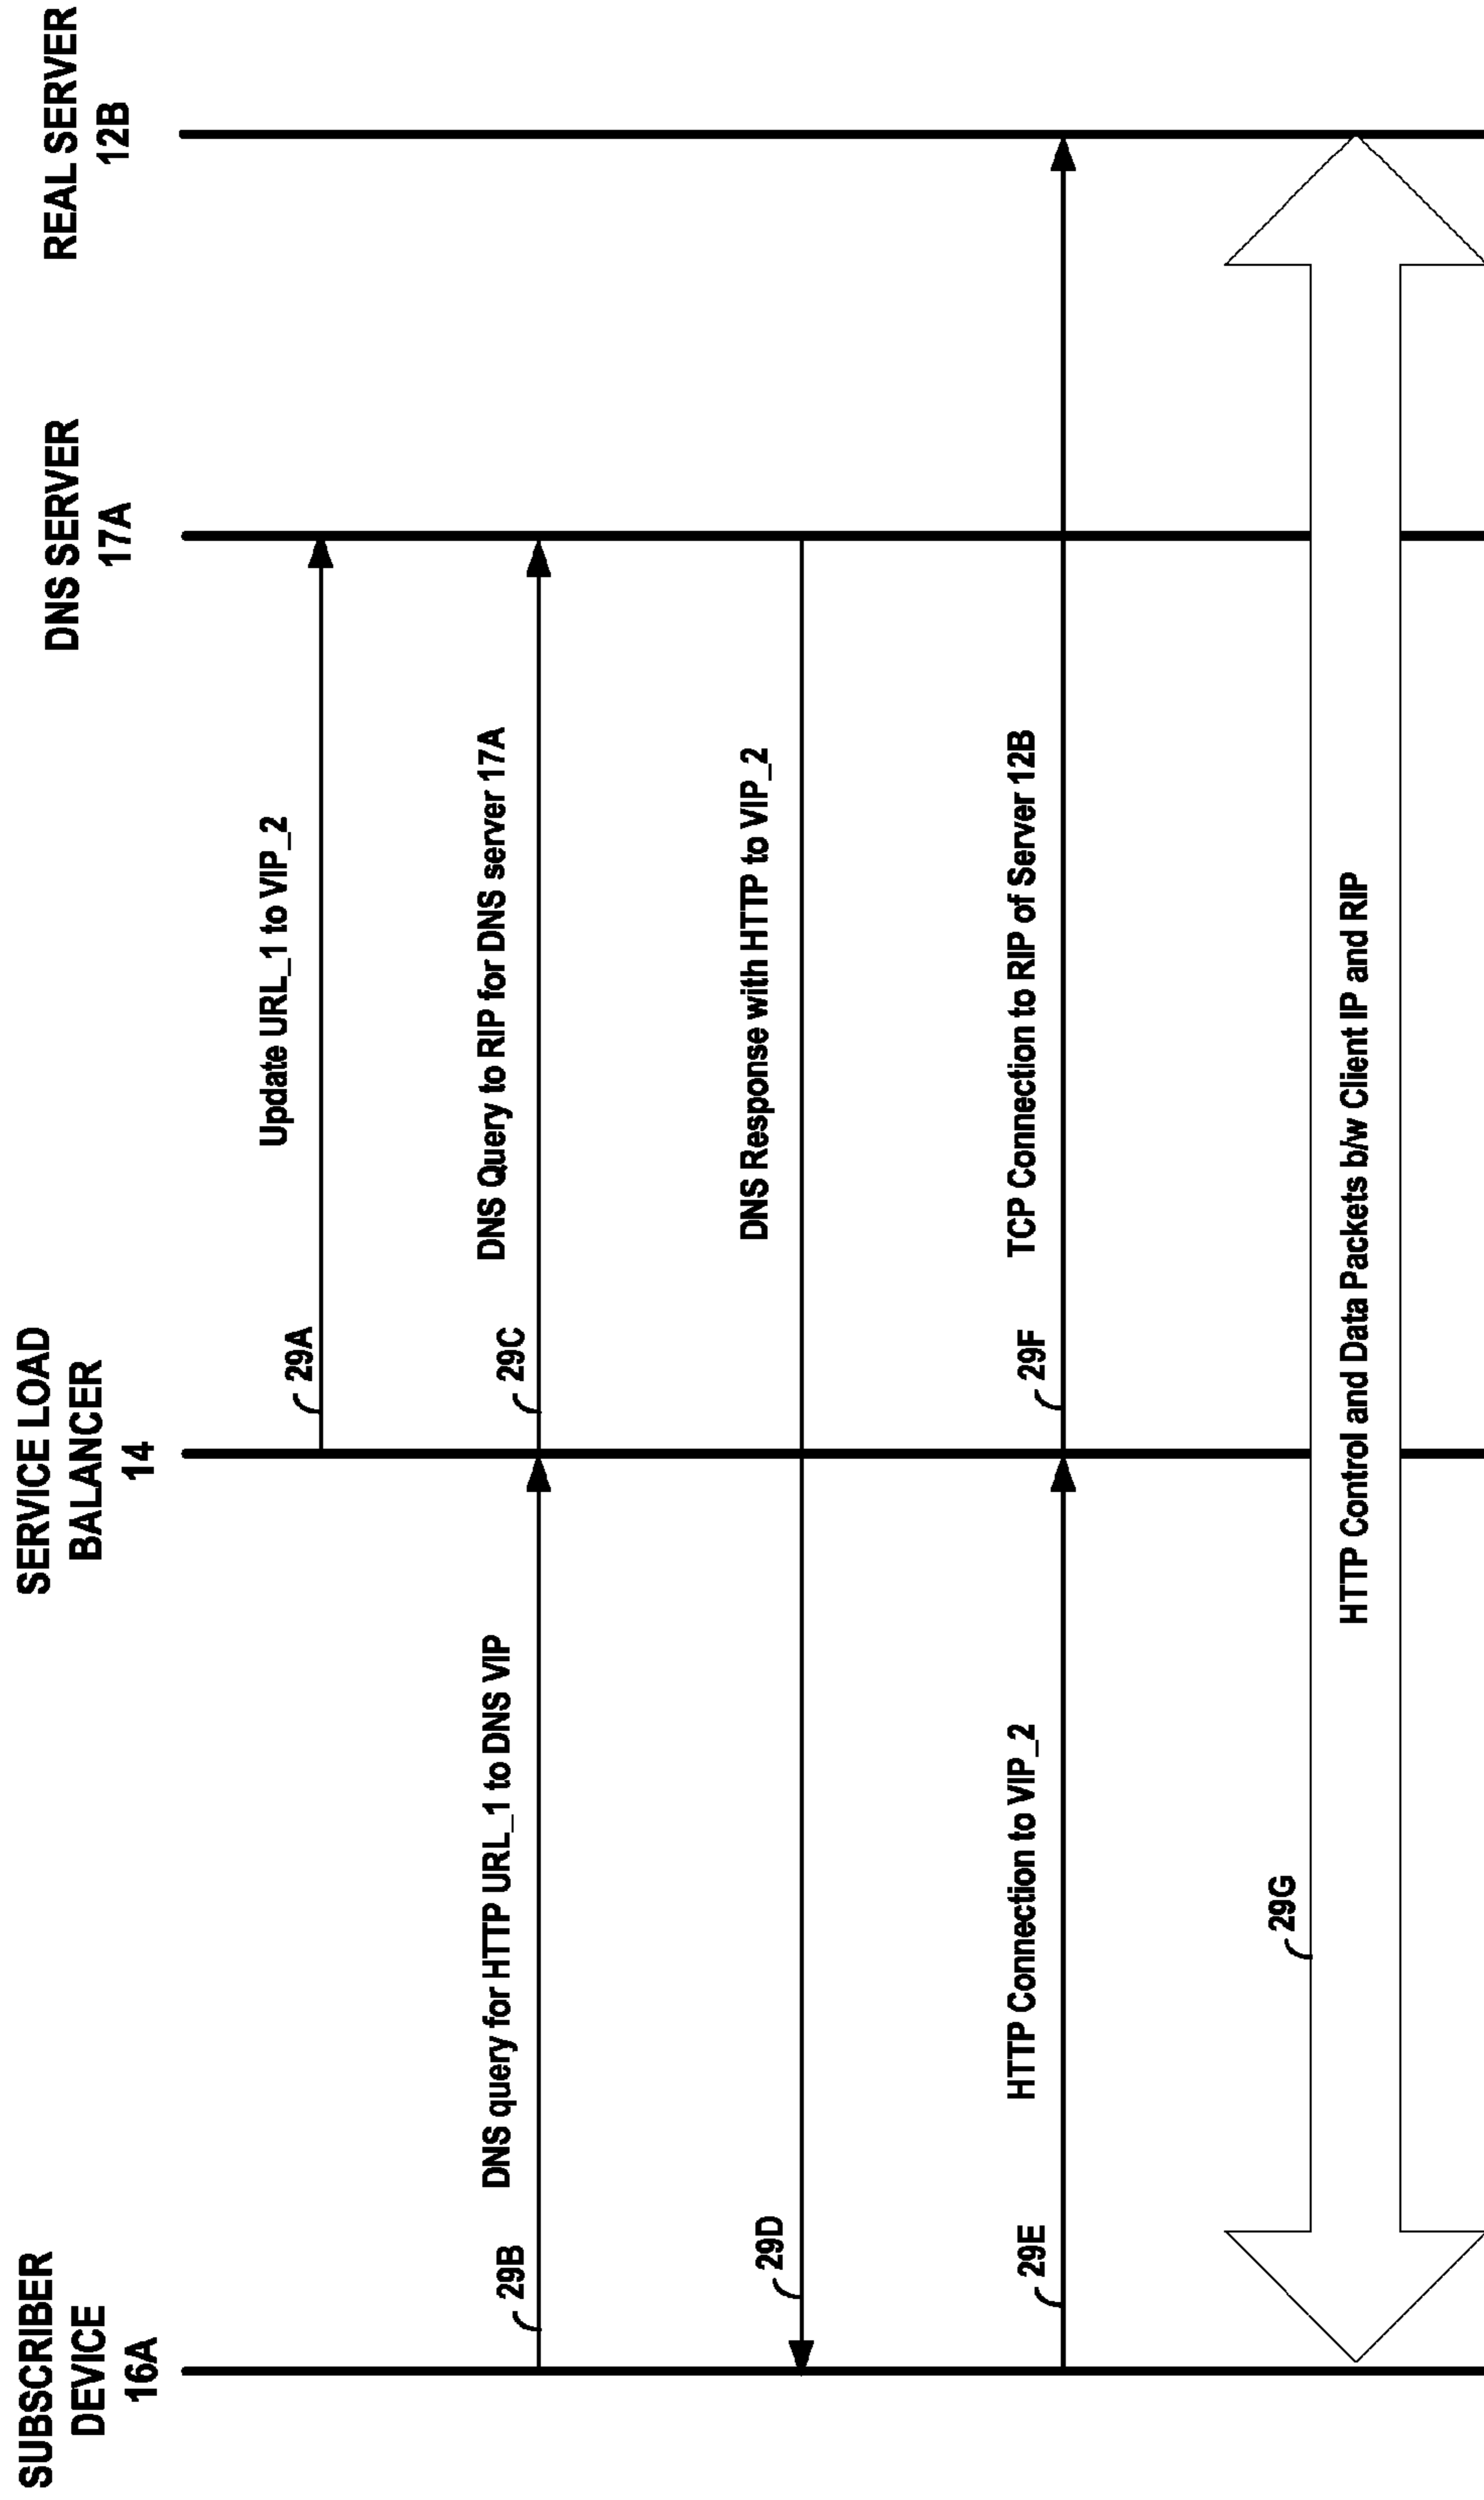 SUBSCRIBER
DEVICE
16A
SERVICE LOAD
BALANCER
14
DNS SERVER
17A
REAL SERVER
12B
Update URL_1 to VIP_2
29A
DNS query for HTTP URL_1 to DNS VIP
29B
DNS Query to RIP for DNS server 17A
29C
DNS Response with HTTP to VIP_2
29D
HTTP Connection to VIP_2
29E
TCP Connection to RIP of Server 12B
29F
29G
HTTP Control and Data Packets b/w Client IP and RIP